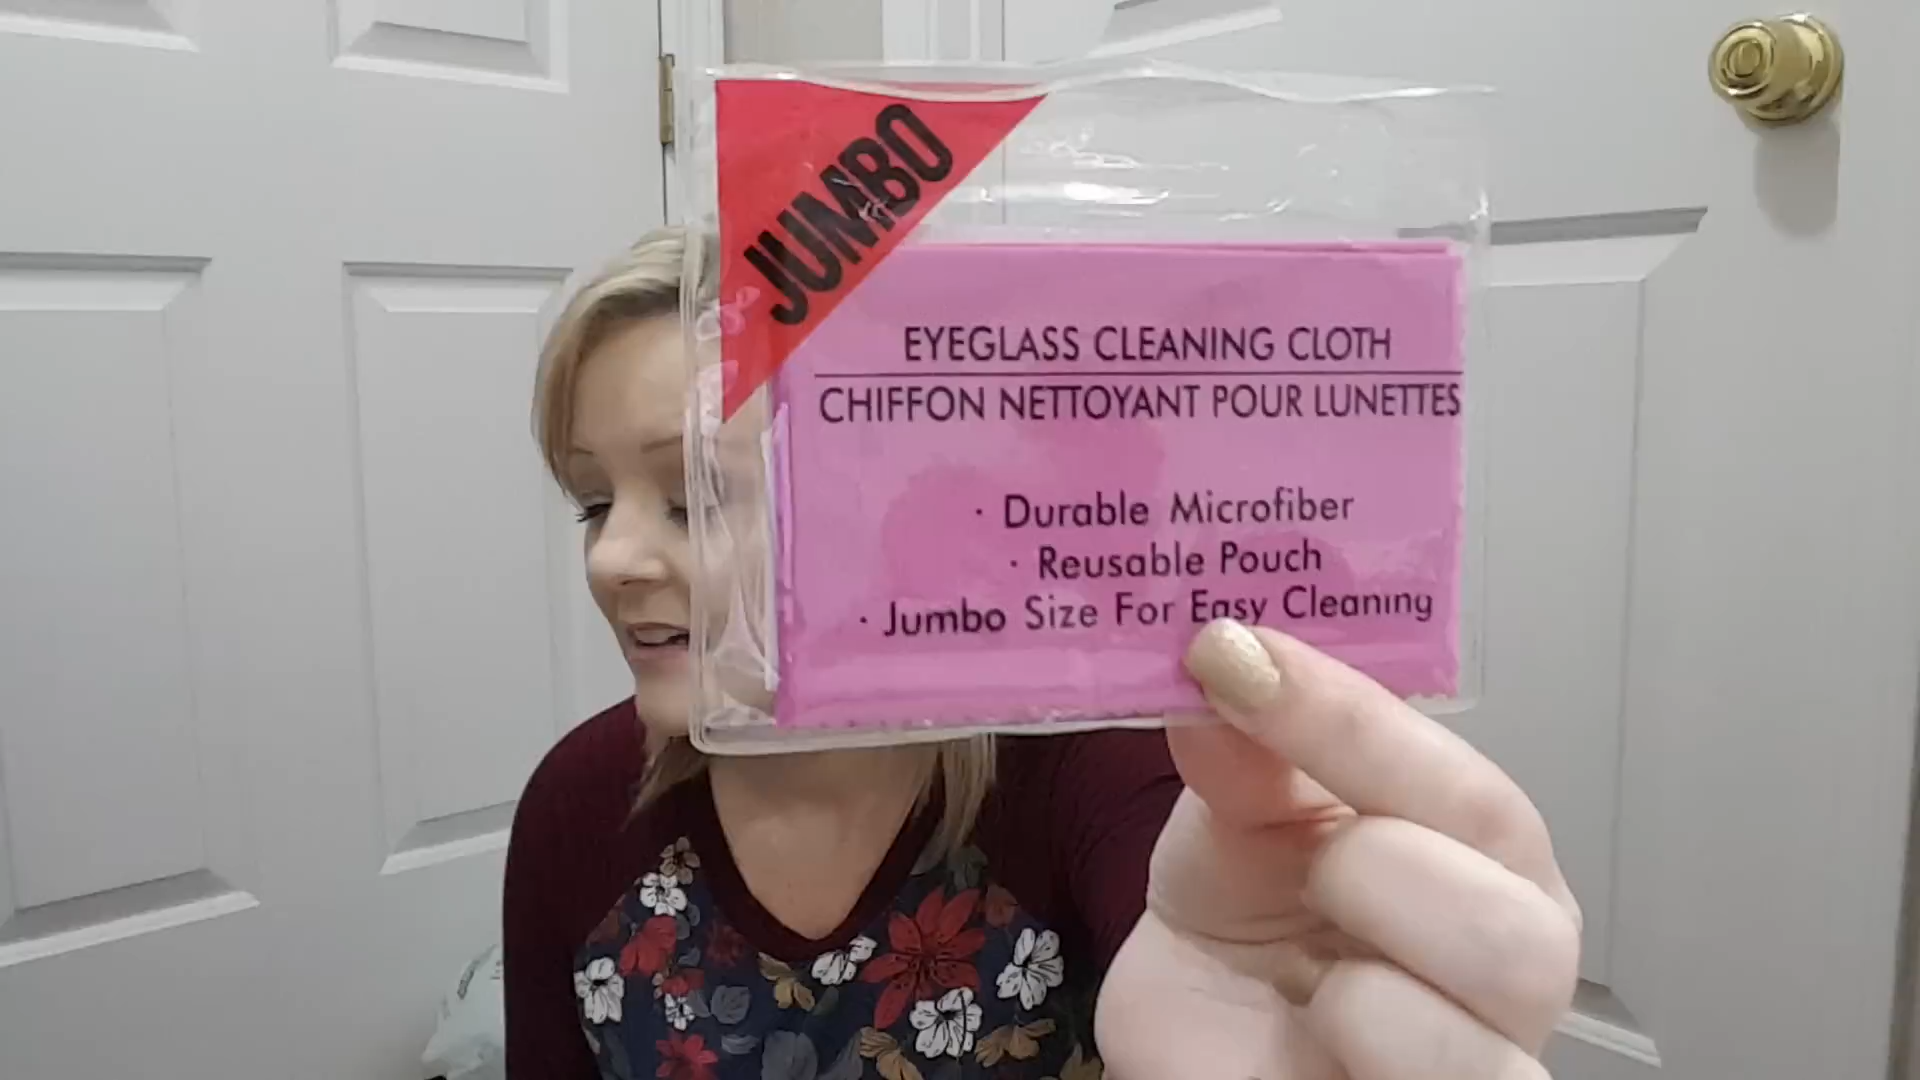 JUMBO
EYEGLASS CLEANING CLOTH
CHIFFON NETTOYANT POUR LUNETTES
· Durable Microfiber
· Reusable Pouch
· Jumbo Size For Easy Cleaning